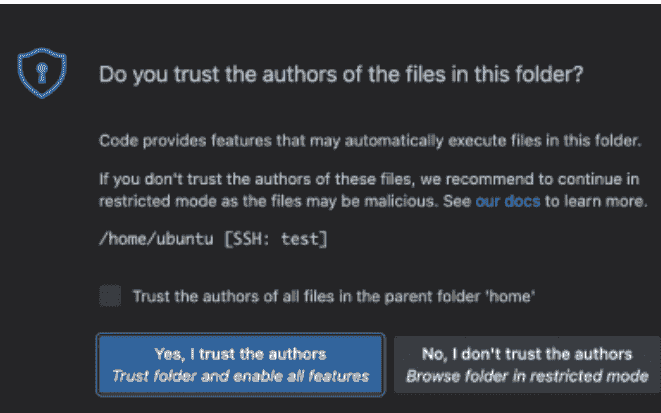 Do you trust the authors of the files in this folder?
Code provides features that may automatically execute files in this folder.
If you don't trust the authors of these files, we recommend to continue in
restricted mode as the files may be malicious. See our docs to learn more.
/home/ubuntu [SSH: test]
Trust the authors of all files in the parent folder 'home'
Yes, I trust the authors
Trust folder and enable all features
No, I don't trust the authors
Browse folder in restricted mode